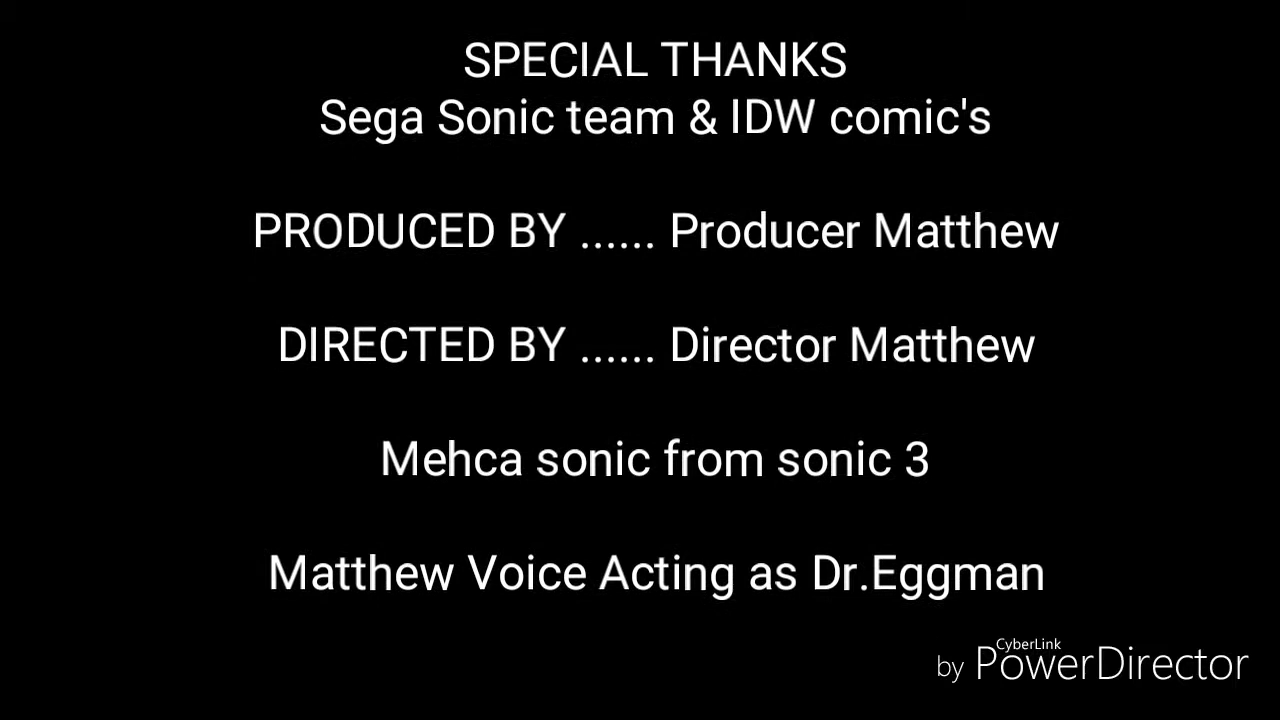 SPECIAL THANKS
Sega Sonic team & IDW comic's
PRODUCED BY ...... Producer Matthew
DIRECTED BY ...... Director Matthew
Mehca sonic from sonic 3
Matthew Voice Acting as Dr.Eggman
CyberLink
by PowerDirector